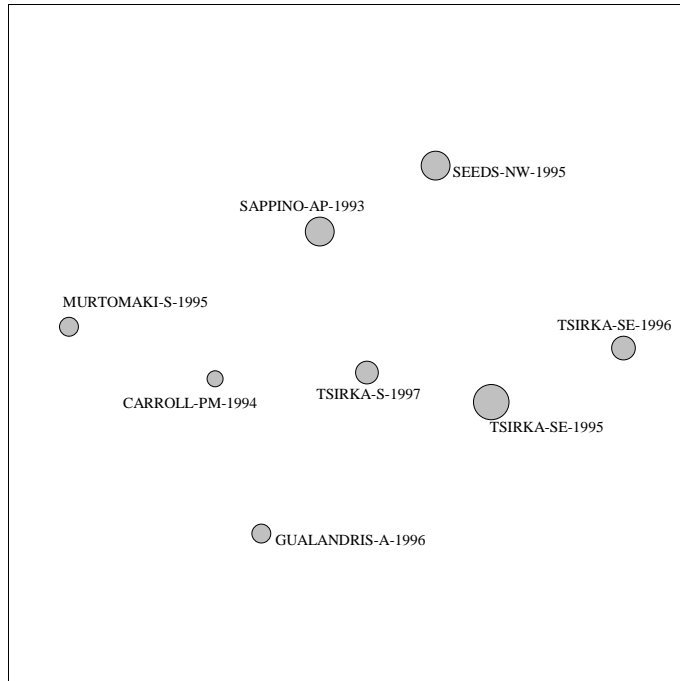 SEEDS-NW-1995
SAPPINO-AP-1993
MURTOMAKI-S-1995
TSIRKA-SE-1996
TSIRKA-S-1997
CARROLL-PM-1994
TSIRKA-SE-1995
GUALANDRIS-A-1996